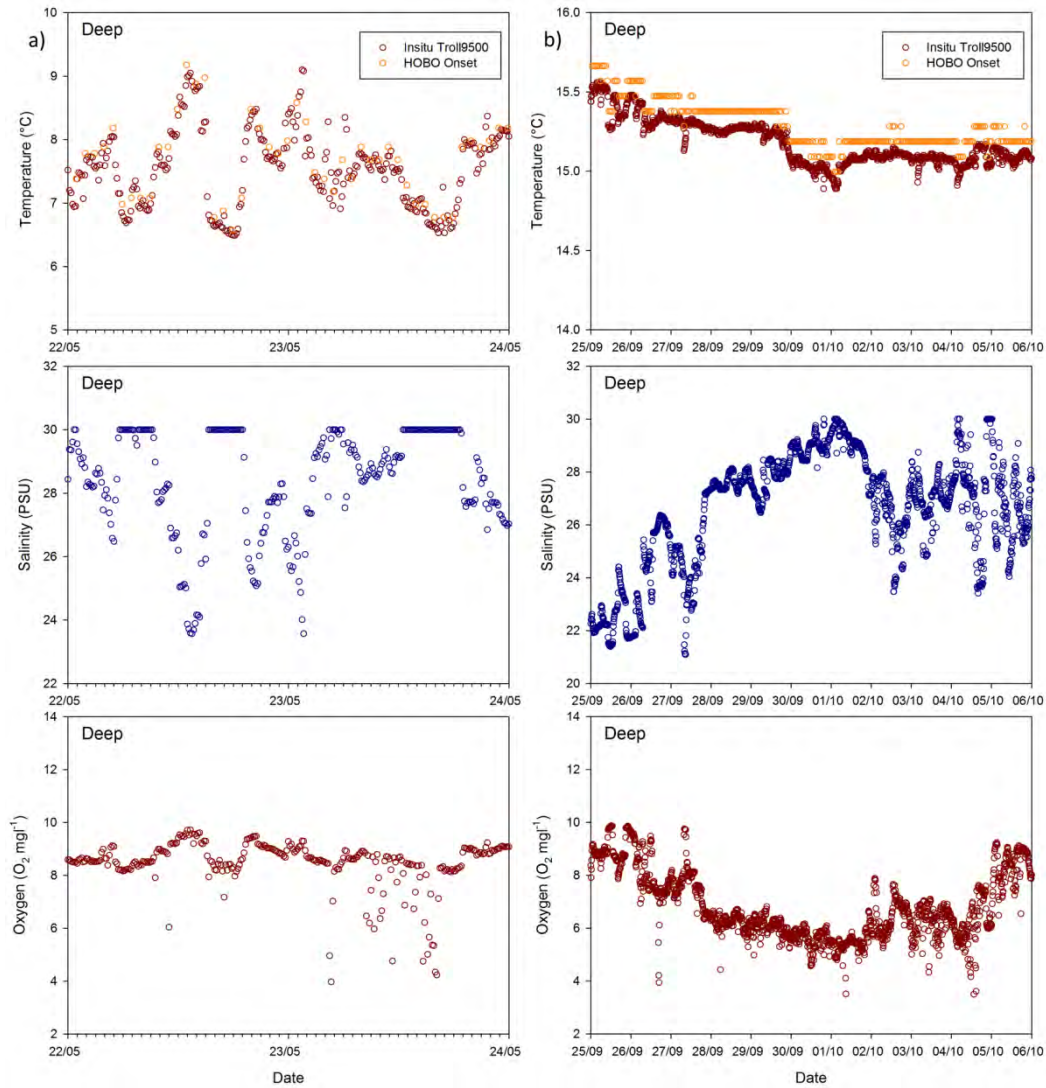 a)
Deep
Insitu Troll9500
HOBO Onset
Temperature (°C)
10
9
8
7
6
5
22/05 23/05 24/05
b)
Deep
Insitu Troll9500
HOBO Onset
Temperature (°C)
16.0
15.5
15.0
14.5
14.0
25/09 26/09 27/09 28/09 29/09 30/09 01/10 02/10 03/10 04/10 05/10 06/10
Deep
Salinity (PSU)
32
30
28
26
24
22
22/05 23/05 24/05
Deep
Salinity (PSU)
32
30
28
26
24
22
20
25/09 26/09 27/09 28/09 29/09 30/09 01/10 02/10 03/10 04/10 05/10 06/10
Deep
Oxygen (O₂ mgl⁻¹)
14
12
10
8
6
4
2
22/05 23/05 24/05
Date
Deep
Oxygen (O₂ mgl⁻¹)
14
12
10
8
6
4
2
25/09 26/09 27/09 28/09 29/09 30/09 01/10 02/10 03/10 04/10 05/10 06/10
Date